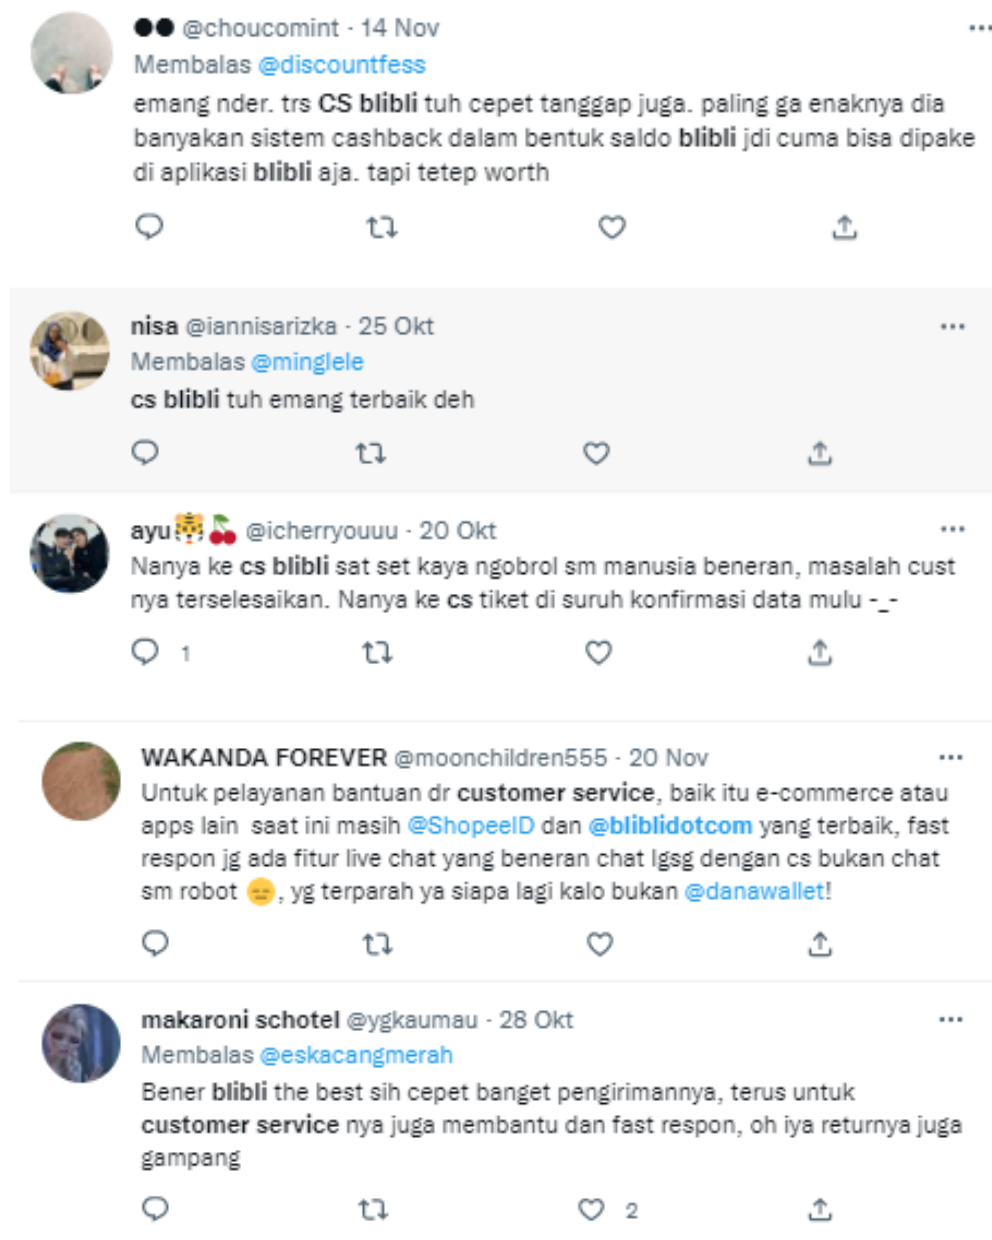 ●● @choucomint · 14 Nov
Membalas @discountfess
emang nder. trs CS blibli tuh cepet tanggap juga. paling ga enaknya dia
banyakan sistem cashback dalam bentuk saldo blibli jdi cuma bisa dipake
di aplikasi blibli aja. tapi tetep worth
nisa @iannisarizka · 25 Okt
Membalas @minglele
cs blibli tuh emang terbaik deh
ayu🐯🍒 @icherryouuu · 20 Okt
Nanya ke cs blibli sat set kaya ngobrol sm manusia beneran, masalah cust
nya terselesaikan. Nanya ke cs tiket di suruh konfirmasi data mulu -_-
1
WAKANDA FOREVER @moonchildren555 · 20 Nov
Untuk pelayanan bantuan dr customer service, baik itu e-commerce atau
apps lain saat ini masih @ShopeeID dan @bliblidotcom yang terbaik, fast
respon jg ada fitur live chat yang beneran chat lgsg dengan cs bukan chat
sm robot 😑, yg terparah ya siapa lagi kalo bukan @danawallet!
makaroni schotel @ygkaumau · 28 Okt
Membalas @eskacangmerah
Bener blibli the best sih cepet banget pengirimannya, terus untuk
customer service nya juga membantu dan fast respon, oh iya returnya juga
gampang
2